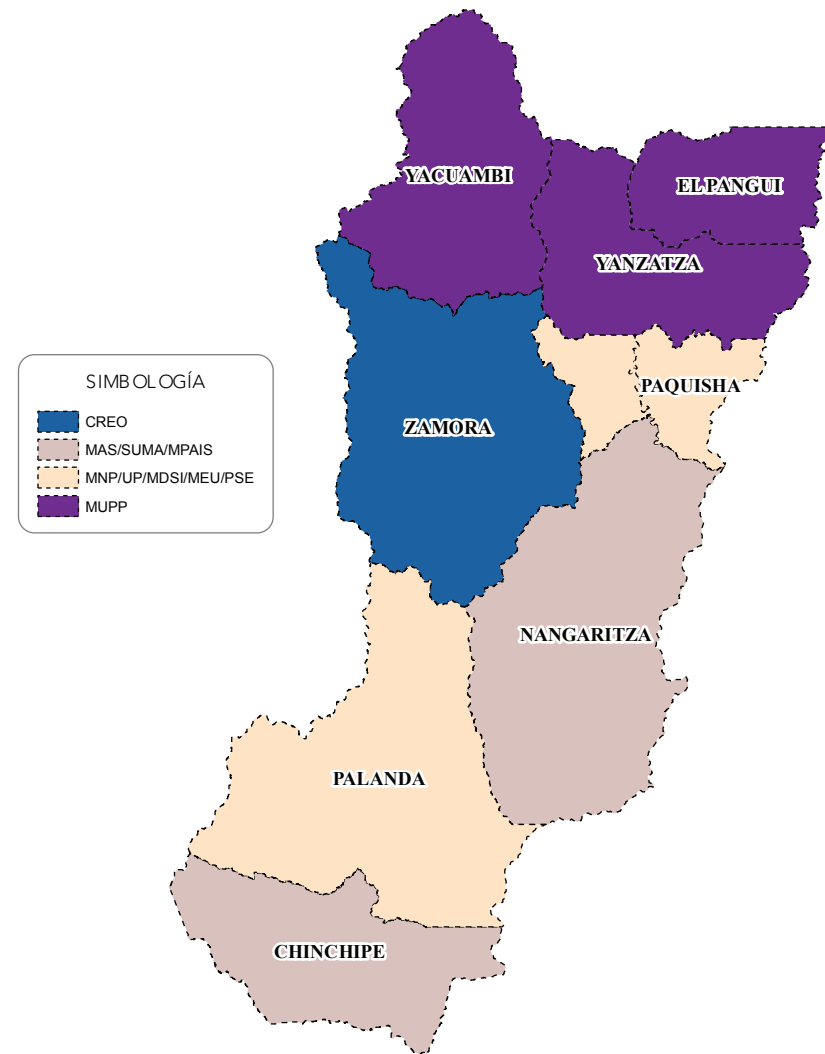 YACUAMBI
EL PANGUI
YANZATZA
SIMBOLOGÍA
CREO
MAS/SUMA/MPAIS
MNP/UP/MDSI/MEU/PSE
MUPP
PAQUISHA
ZAMORA
NANGARITZA
PALANDA
CHINCHIPE